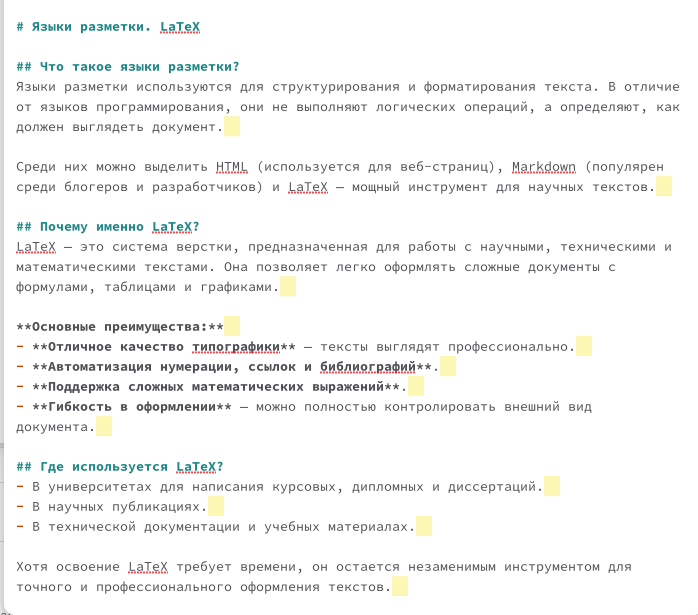 # Языки разметки. LaTeX
## Что такое языки разметки?
Языки разметки используются для структурирования и форматирования текста. В отличие
от языков программирования, они не выполняют логических операций, а определяют, как
должен выглядеть документ.
Среди них можно выделить HTML (используется для веб-страниц), Markdown (популярен
среди блогеров и разработчиков) и LaTeX — мощный инструмент для научных текстов.
## Почему именно LaTeX?
LaTeX — это система верстки, предназначенная для работы с научными, техническими и
математическими текстами. Она позволяет легко оформлять сложные документы с
формулами, таблицами и графиками.
**Основные преимущества:**
- **Отличное качество типографики** — тексты выглядят профессионально.
- **Автоматизация нумерации, ссылок и библиографий**.
- **Поддержка сложных математических выражений**.
- **Гибкость в оформлении** — можно полностью контролировать внешний вид
документа.
## Где используется LaTeX?
- В университетах для написания курсовых, дипломных и диссертаций.
- В научных публикациях.
- В технической документации и учебных материалах.
Хотя освоение LaTeX требует времени, он остается незаменимым инструментом для
точного и профессионального оформления текстов.